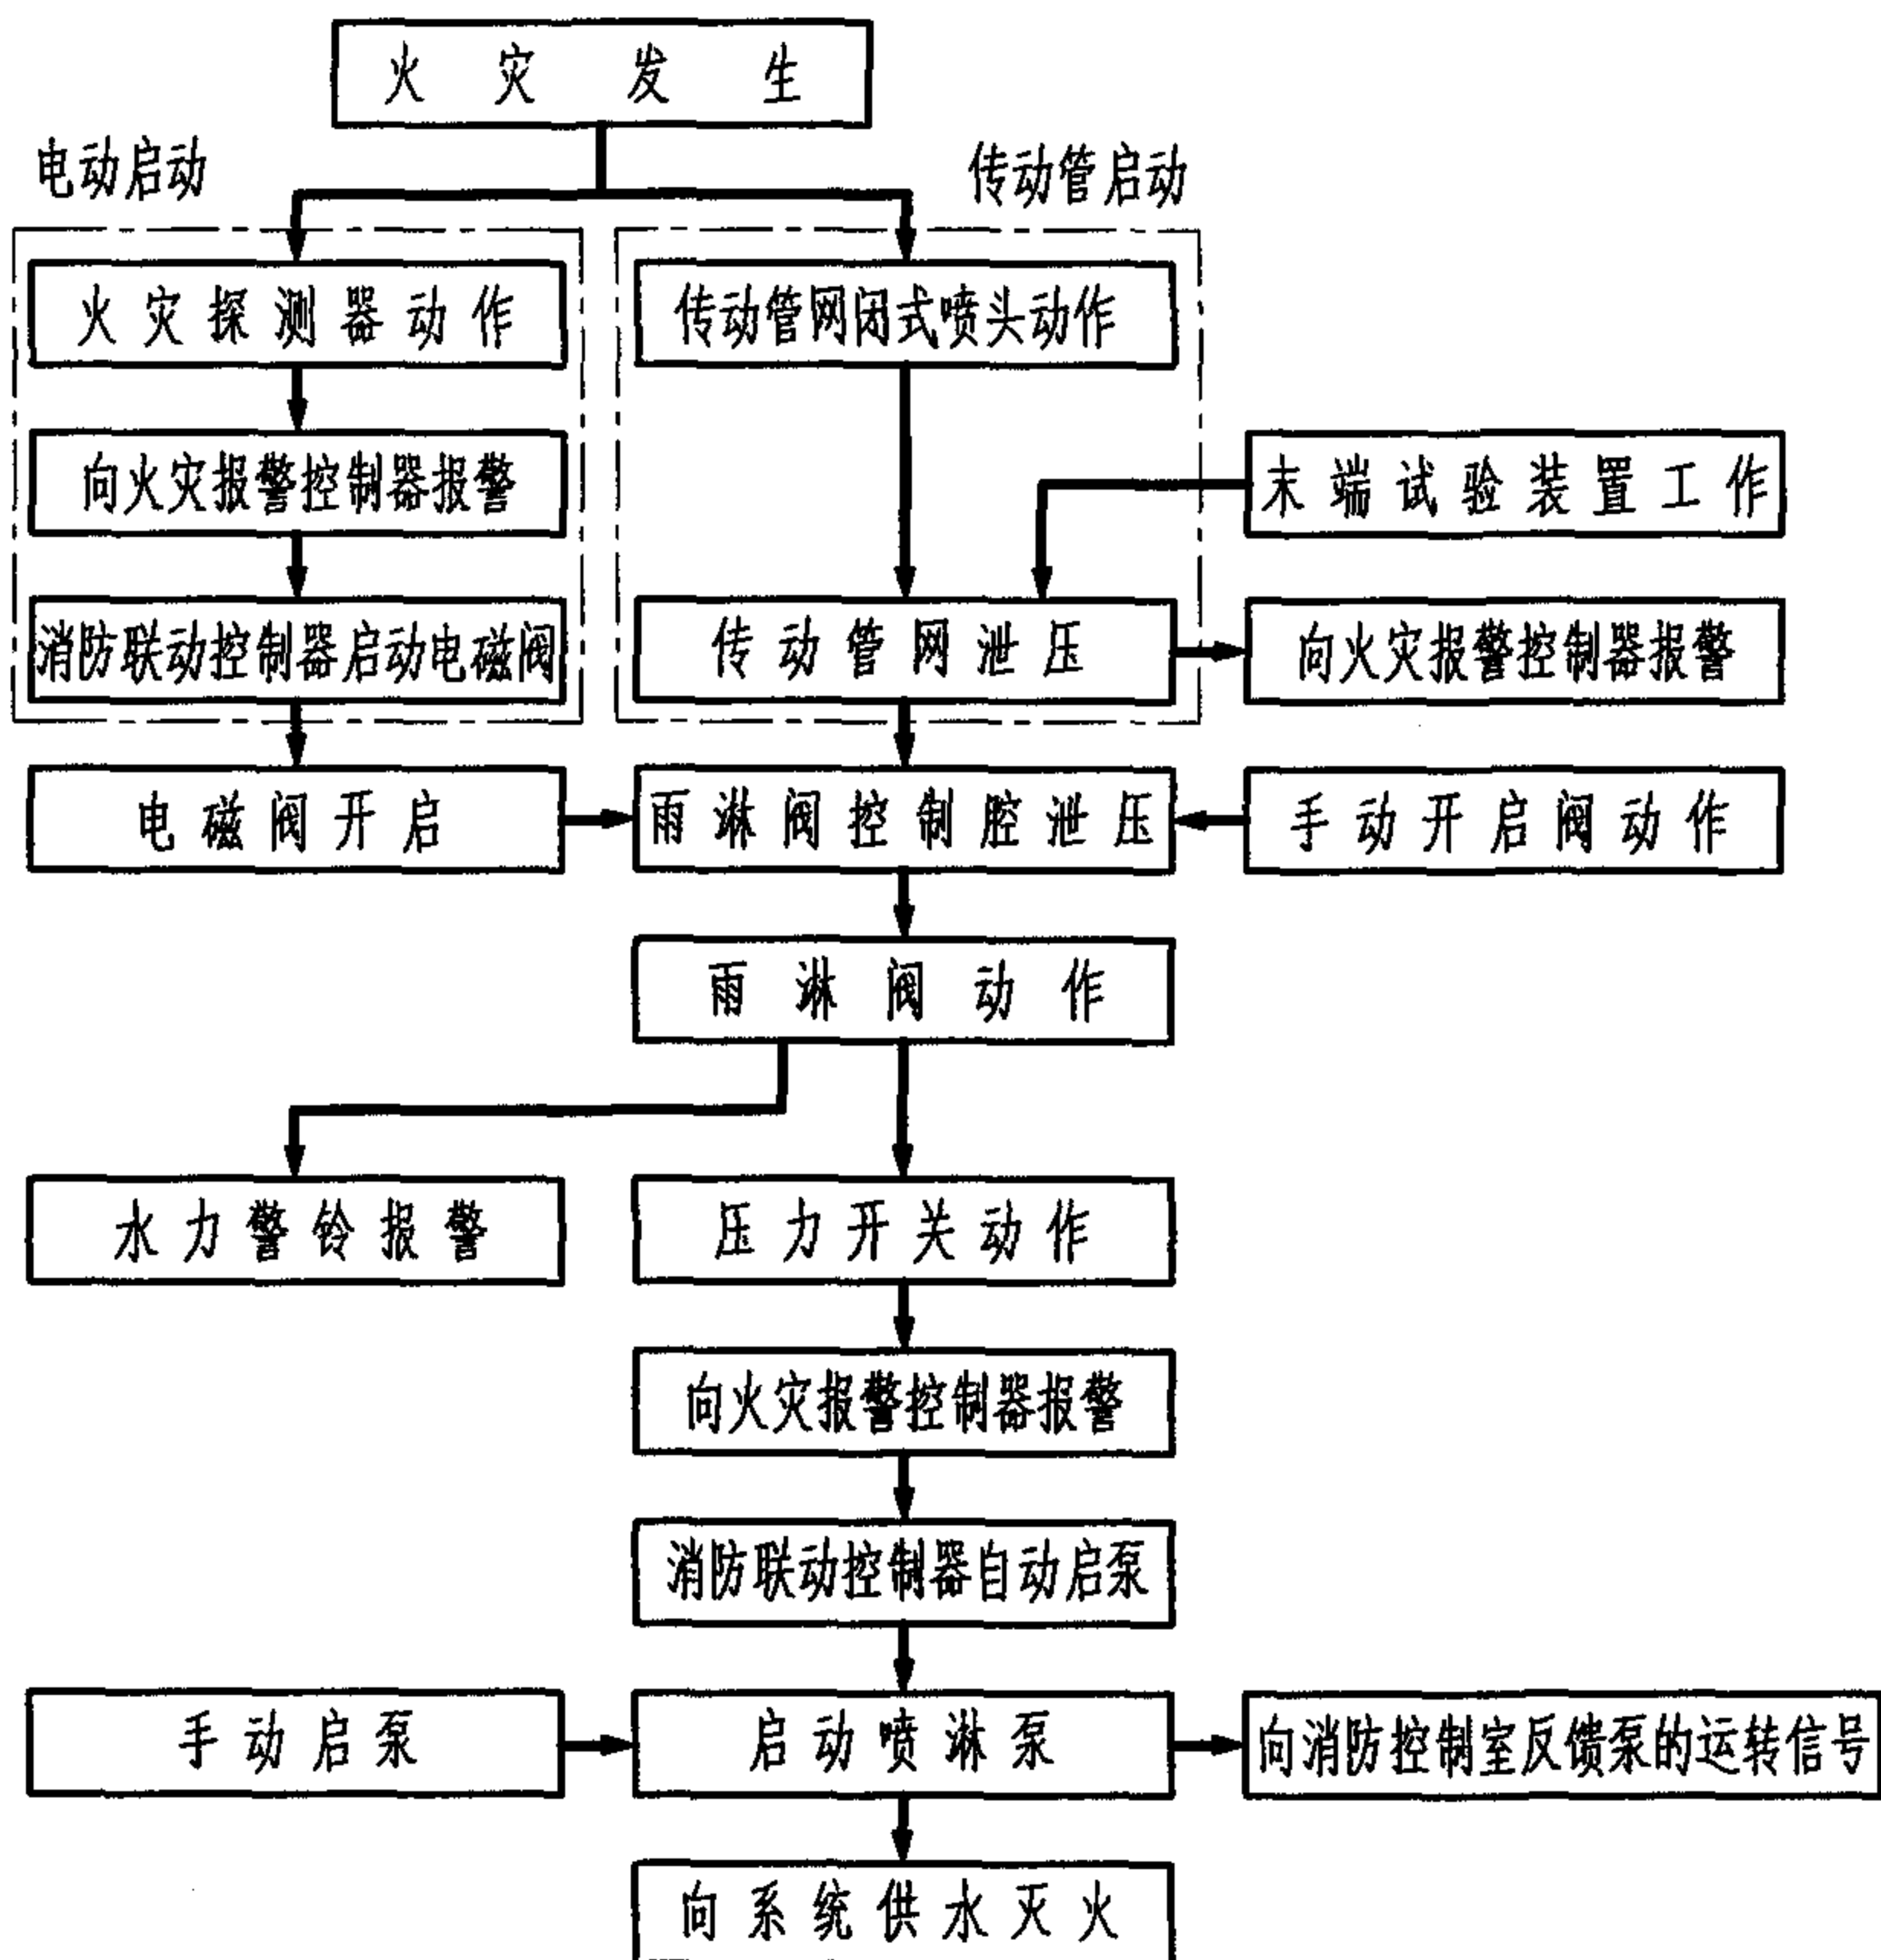 火灾发生
电动启动
传动管启动
火灾探测器动作
传动管网闭式喷头动作
向火灾报警控制器报警
末端试验装置工作
消防联动控制器启动电磁阀
传动管网泄压
向火灾报警控制器报警
电磁阀开启
雨淋阀控制腔泄压
手动开启阀动作
雨淋阀动作
水力警铃报警
压力开关动作
向火灾报警控制器报警
消防联动控制器自动启泵
手动启泵
启动喷淋泵
向消防控制室反馈泵的运转信号
向系统供水灭火